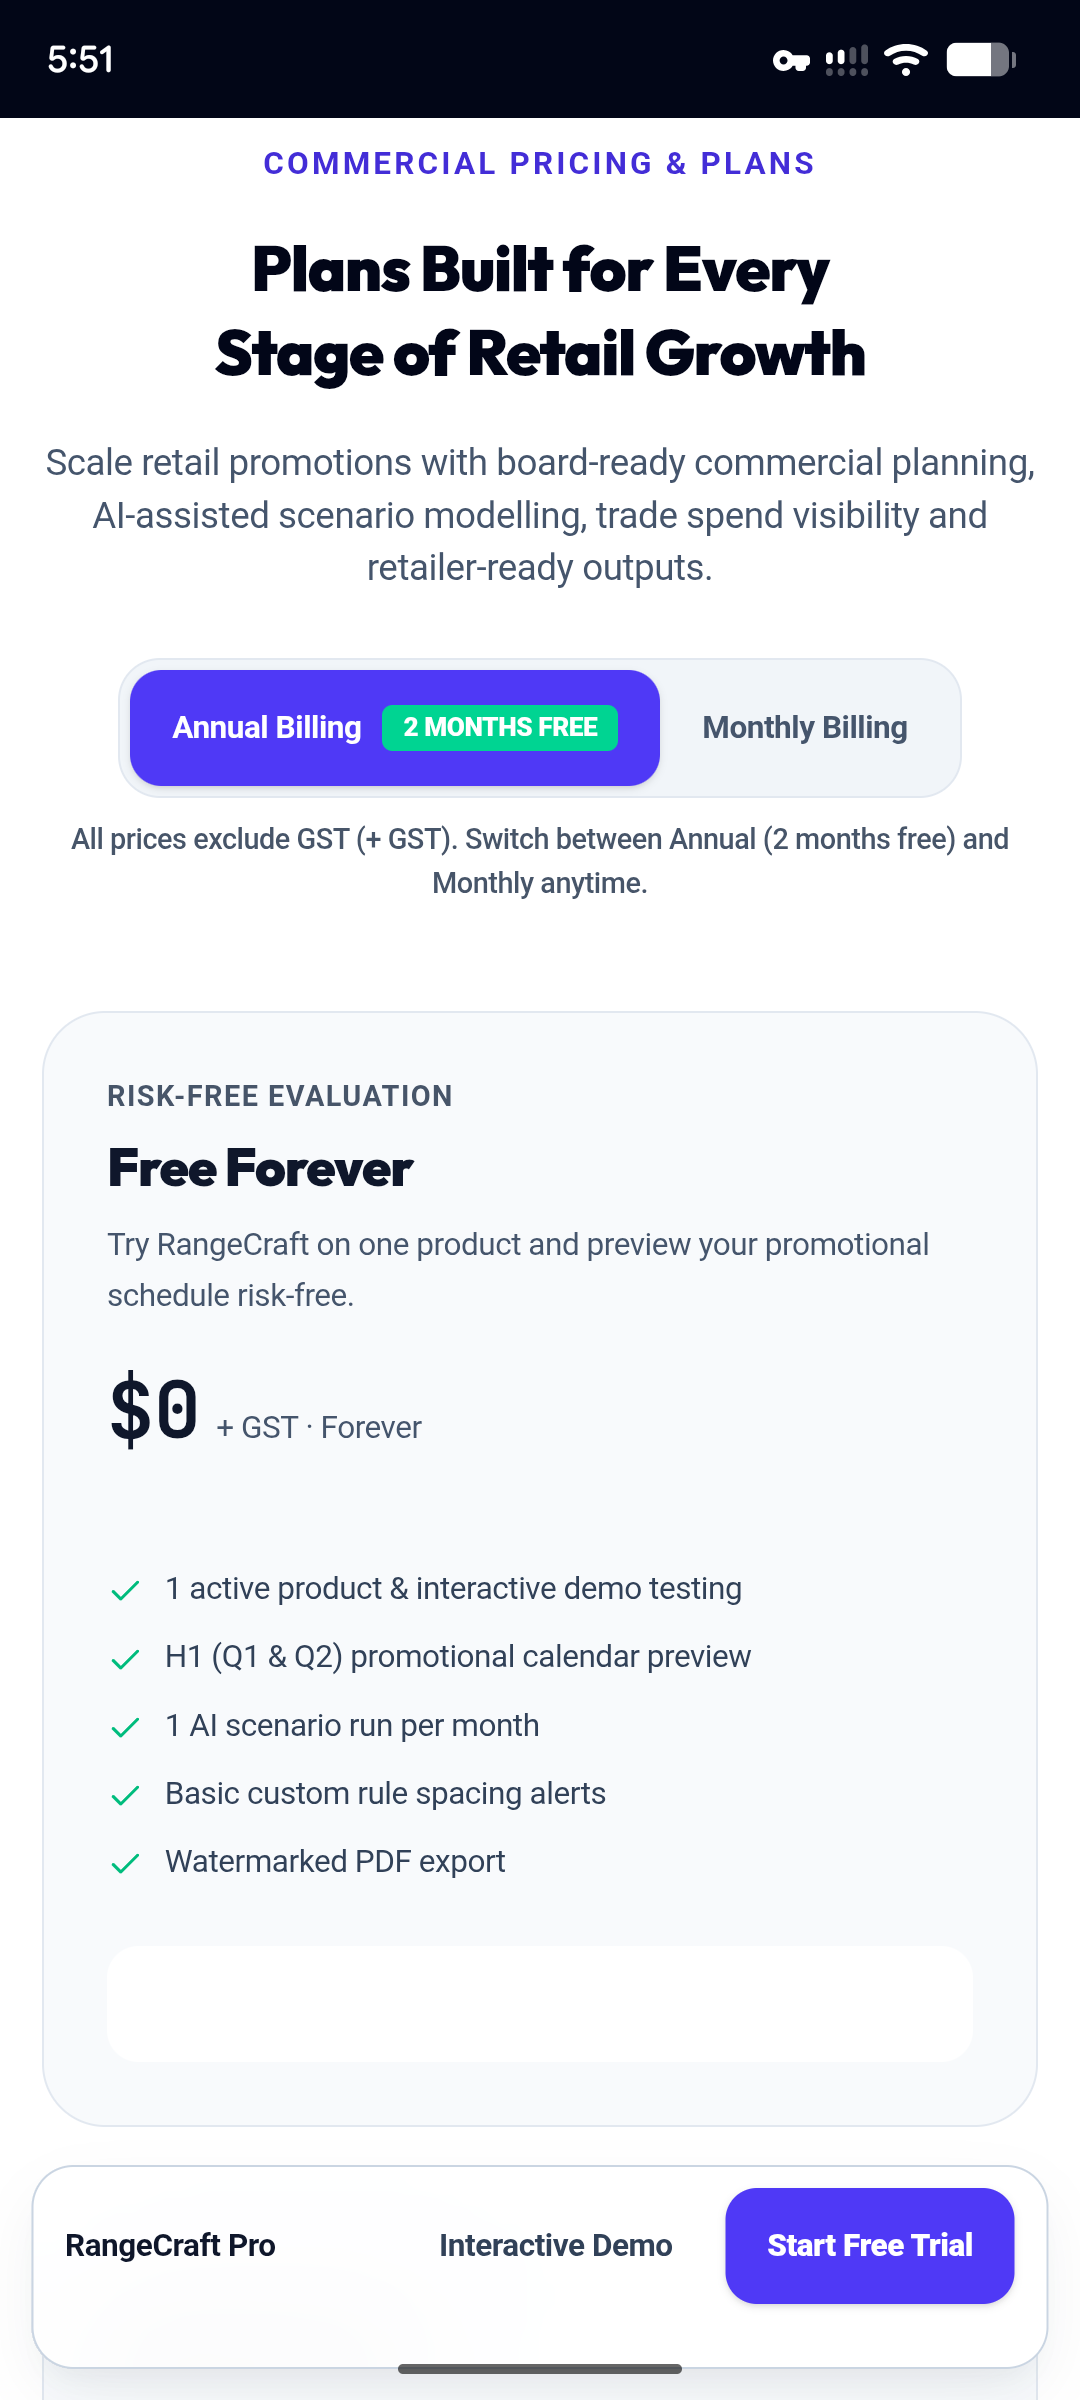 5:51
COMMERCIAL PRICING & PLANS
Plans Built for Every
Stage of Retail Growth
Scale retail promotions with board-ready commercial planning,
AI-assisted scenario modelling, trade spend visibility and
retailer-ready outputs.
Annual Billing 2 MONTHS FREE Monthly Billing
All prices exclude GST (+ GST). Switch between Annual (2 months free) and
Monthly anytime.
RISK-FREE EVALUATION
Free Forever
Try RangeCraft on one product and preview your promotional
schedule risk-free.
$0 + GST · Forever
1 active product & interactive demo testing
H1 (Q1 & Q2) promotional calendar preview
1 AI scenario run per month
Basic custom rule spacing alerts
Watermarked PDF export
RangeCraft Pro Interactive Demo Start Free Trial